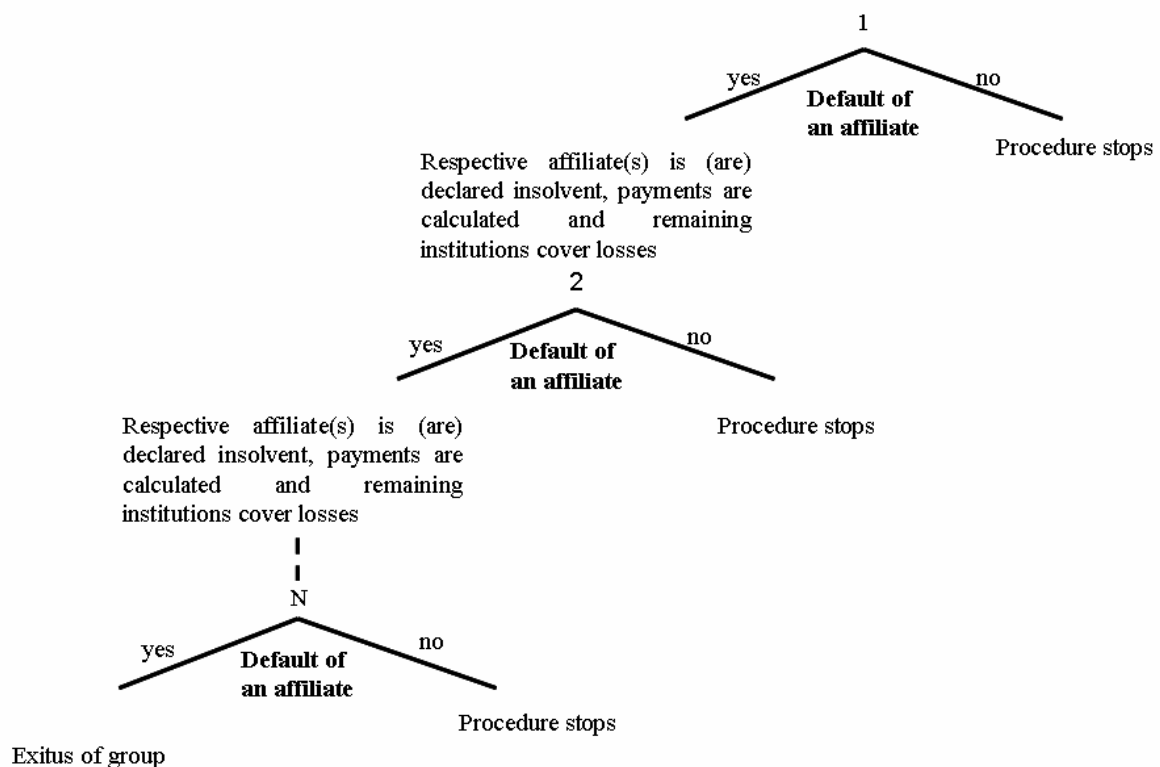 1
yes
no
Default of
an affiliate
Procedure stops
Respective affiliate(s) is (are)
declared insolvent, payments are
calculated and remaining
institutions cover losses
2
yes
no
Default of
an affiliate
Procedure stops
Respective affiliate(s) is (are)
declared insolvent, payments are
calculated and remaining
institutions cover losses
N
yes
no
Default of
an affiliate
Procedure stops
Exitus of group